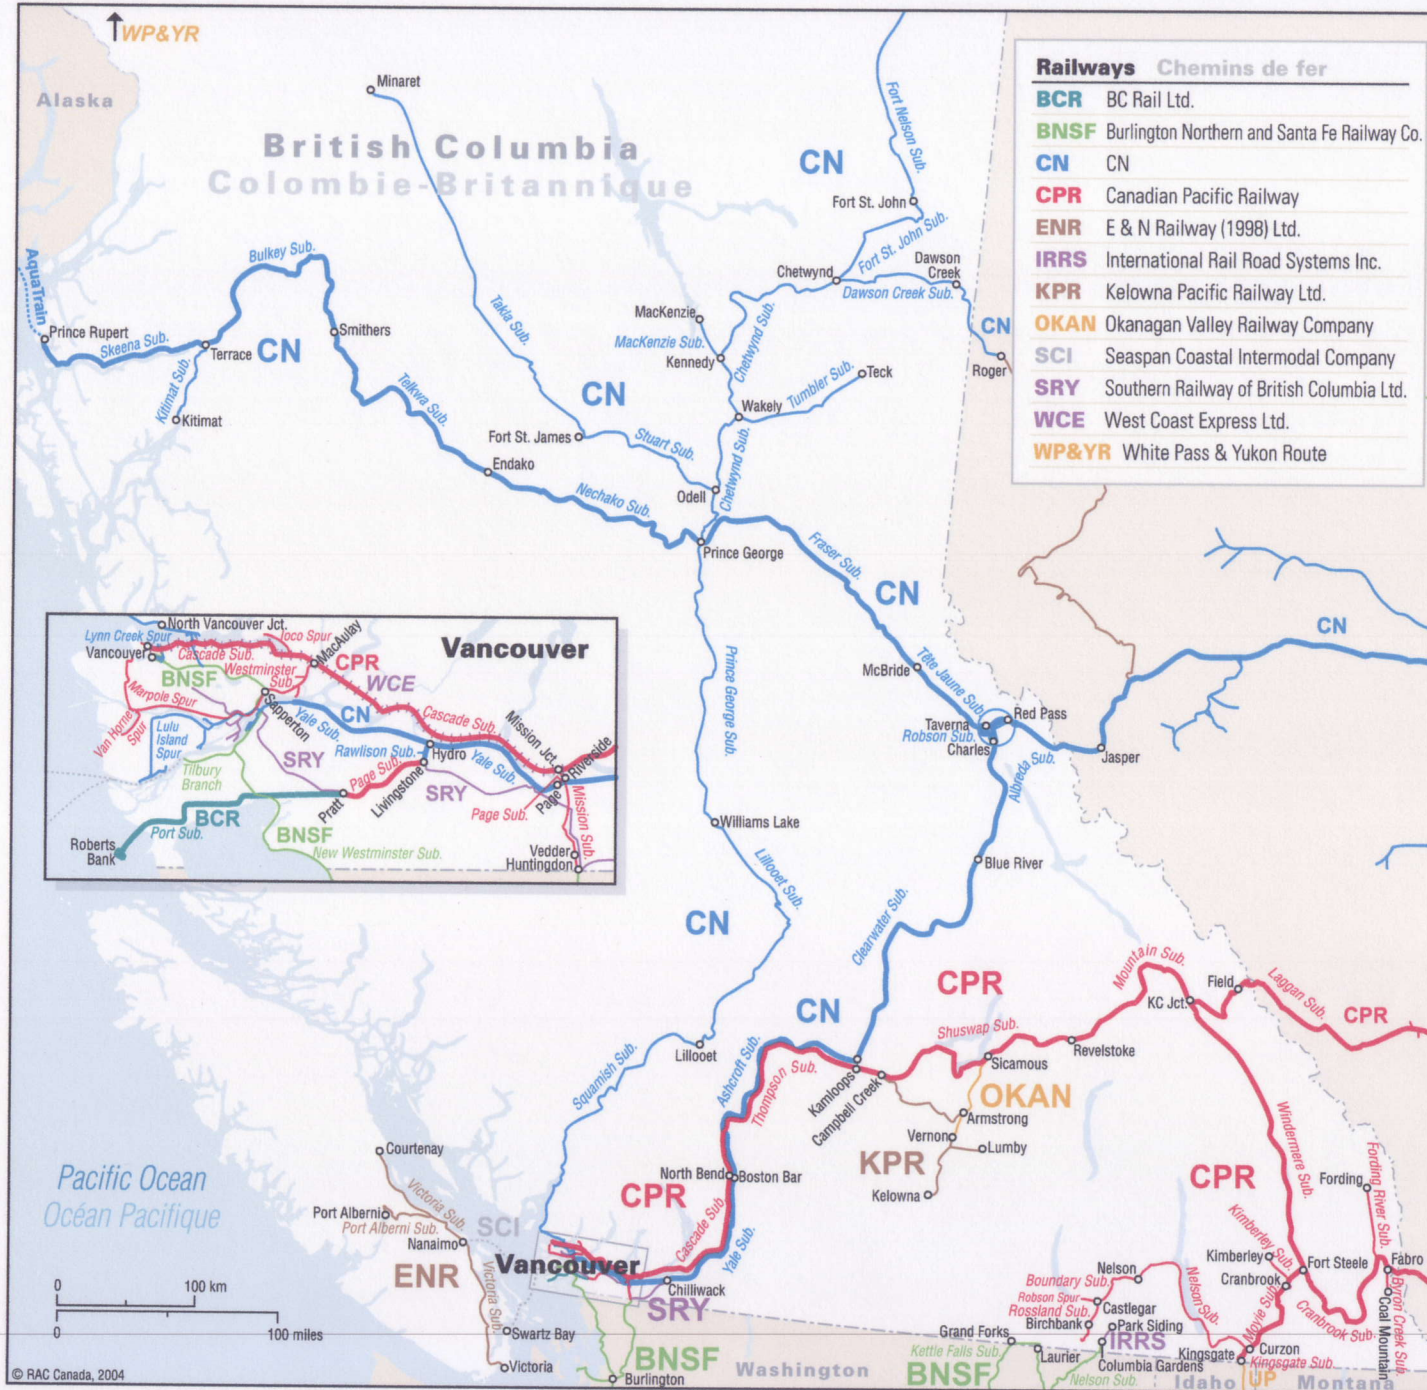 WP&YR
Alaska
Minaret
British Columbia
Colombie-Britannique
CN
Fort Nelson Sub.
Fort St. John
Fort St. John Sub.
Chetwynd
Dawson
Creek
Dawson Creek Sub.
CN
Roger
Railways Chemins de fer
BCR BC Rail Ltd.
BNSF Burlington Northern and Santa Fe Railway Co.
CN CN
CPR Canadian Pacific Railway
ENR E & N Railway (1998) Ltd.
IRRS International Rail Road Systems Inc.
KPR Kelowna Pacific Railway Ltd.
OKAN Okanagan Valley Railway Company
SCI Seaspan Coastal Intermodal Company
SRY Southern Railway of British Columbia Ltd.
WCE West Coast Express Ltd.
WP&YR White Pass & Yukon Route
AquaTrain
Prince Rupert
Skeena Sub.
Bulkey Sub.
Terrace
CN
Smithers
Kitimat Sub.
Kitimat
Telkwa Sub.
Takla Sub.
MacKenzie
MacKenzie Sub.
Kennedy
Chetwynd Sub.
Tumbler Sub.
Teck
Wakely
CN
Fort St. James
Stuart Sub.
Chetwynd Sub.
Odell
Endako
Nechako Sub.
Prince George
Fraser Sub.
CN
CN
McBride
Tête Jaune Sub.
Taverna
Red Pass
Robson Sub.
Charles
Albreda Sub.
Jasper
Prince George Sub.
Williams Lake
Lillooet Sub.
Blue River
Clearwater Sub.
CN
North Vancouver Jct.
Lynn Creek Spur
Ioco Spur
Vancouver
Cascade Sub.
MacAulay
Vancouver
Westminster
Sub.
CPR
BNSF
WCE
Marpole Spur
Sapperton
CN
Yale Sub.
Cascade Sub.
Mission Jct.
Van Horne
Spur
Lulu
Island
Spur
Rawlison Sub.
Hydro
Riverside
SRY
Yale Sub.
Tilbury
Branch
Page Sub.
Livingstone
SRY
Page
Pratt
Page Sub.
Mission Sub.
BCR
Port Sub.
BNSF
Roberts
Bank
New Westminster Sub.
Vedder
Huntingdon
Lillooet
Squamish Sub.
CN
Ashcroft Sub.
Thompson Sub.
Kamloops
Campbell Creek
CPR
Shuswap Sub.
Sicamous
Revelstoke
Mountain Sub.
KC Jct.
Field
Laggan Sub.
CPR
OKAN
Armstrong
Vernon
Lumby
KPR
Kelowna
North Bend
Boston Bar
CPR
Cascade Sub.
Yale Sub.
Windermere Sub.
CPR
Fording
Fording River Sub.
Pacific Ocean
Océan Pacifique
Courtenay
Port Alberni
Port Alberni Sub.
Victoria Sub.
SCI
Nanaimo
ENR
Victoria Sub.
Swartz Bay
Victoria
Vancouver
Chilliwack
SRY
BNSF
Burlington
Washington
Kimberley Sub.
Kimberley
Fort Steele
Fabro
Cranbrook
Byron Creek Sub.
Coal Mountain
Cranbrook Sub.
Moyie Sub.
Nelson
Nelson Sub.
Boundary Sub.
Robson Spur
Castlegar
Rossland Sub.
Birchbank
Park Siding
IRRS
Grand Forks
Kettle Falls Sub.
Laurier
Columbia Gardens
BNSF
Nelson Sub.
Kingsgate
Curzon
Kingsgate Sub.
Idaho
UP
Montana
0 100 km
0 100 miles
© RAC Canada, 2004